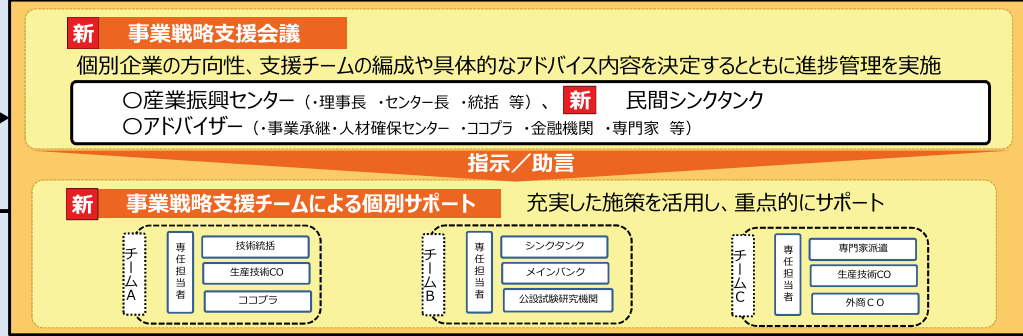 新 事業戦略支援会議
個別企業の方向性、支援チームの編成や具体的なアドバイス内容を決定するとともに進捗管理を実施
〇産業振興センター（・理事長 ・センター長 ・統括 等）、 新 民間シンクタンク
〇アドバイザー（・事業承継・人材確保センター ・ココプラ ・金融機関 ・専門家 等）
指示／助言
新 事業戦略支援チームによる個別サポート 充実した施策を活用し、重点的にサポート
チームA
専任担当者
技術統括
生産技術CO
ココプラ
チームB
専任担当者
シンクタンク
メインバンク
公設試験研究機関
チームC
専任担当者
専門家派遣
生産技術CO
外商ＣＯ